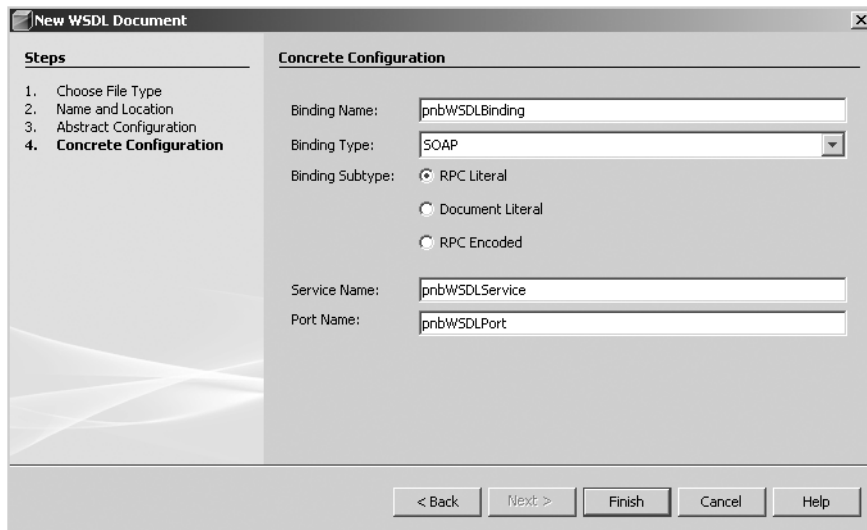 New WSDL Document
Steps
1. Choose File Type
2. Name and Location
3. Abstract Configuration
4. Concrete Configuration
Concrete Configuration
Binding Name: pnbWSDLBinding
Binding Type: SOAP
Binding Subtype: RPC Literal
Document Literal
RPC Encoded
Service Name: pnbWSDLService
Port Name: pnbWSDLPort
< Back Next > Finish Cancel Help